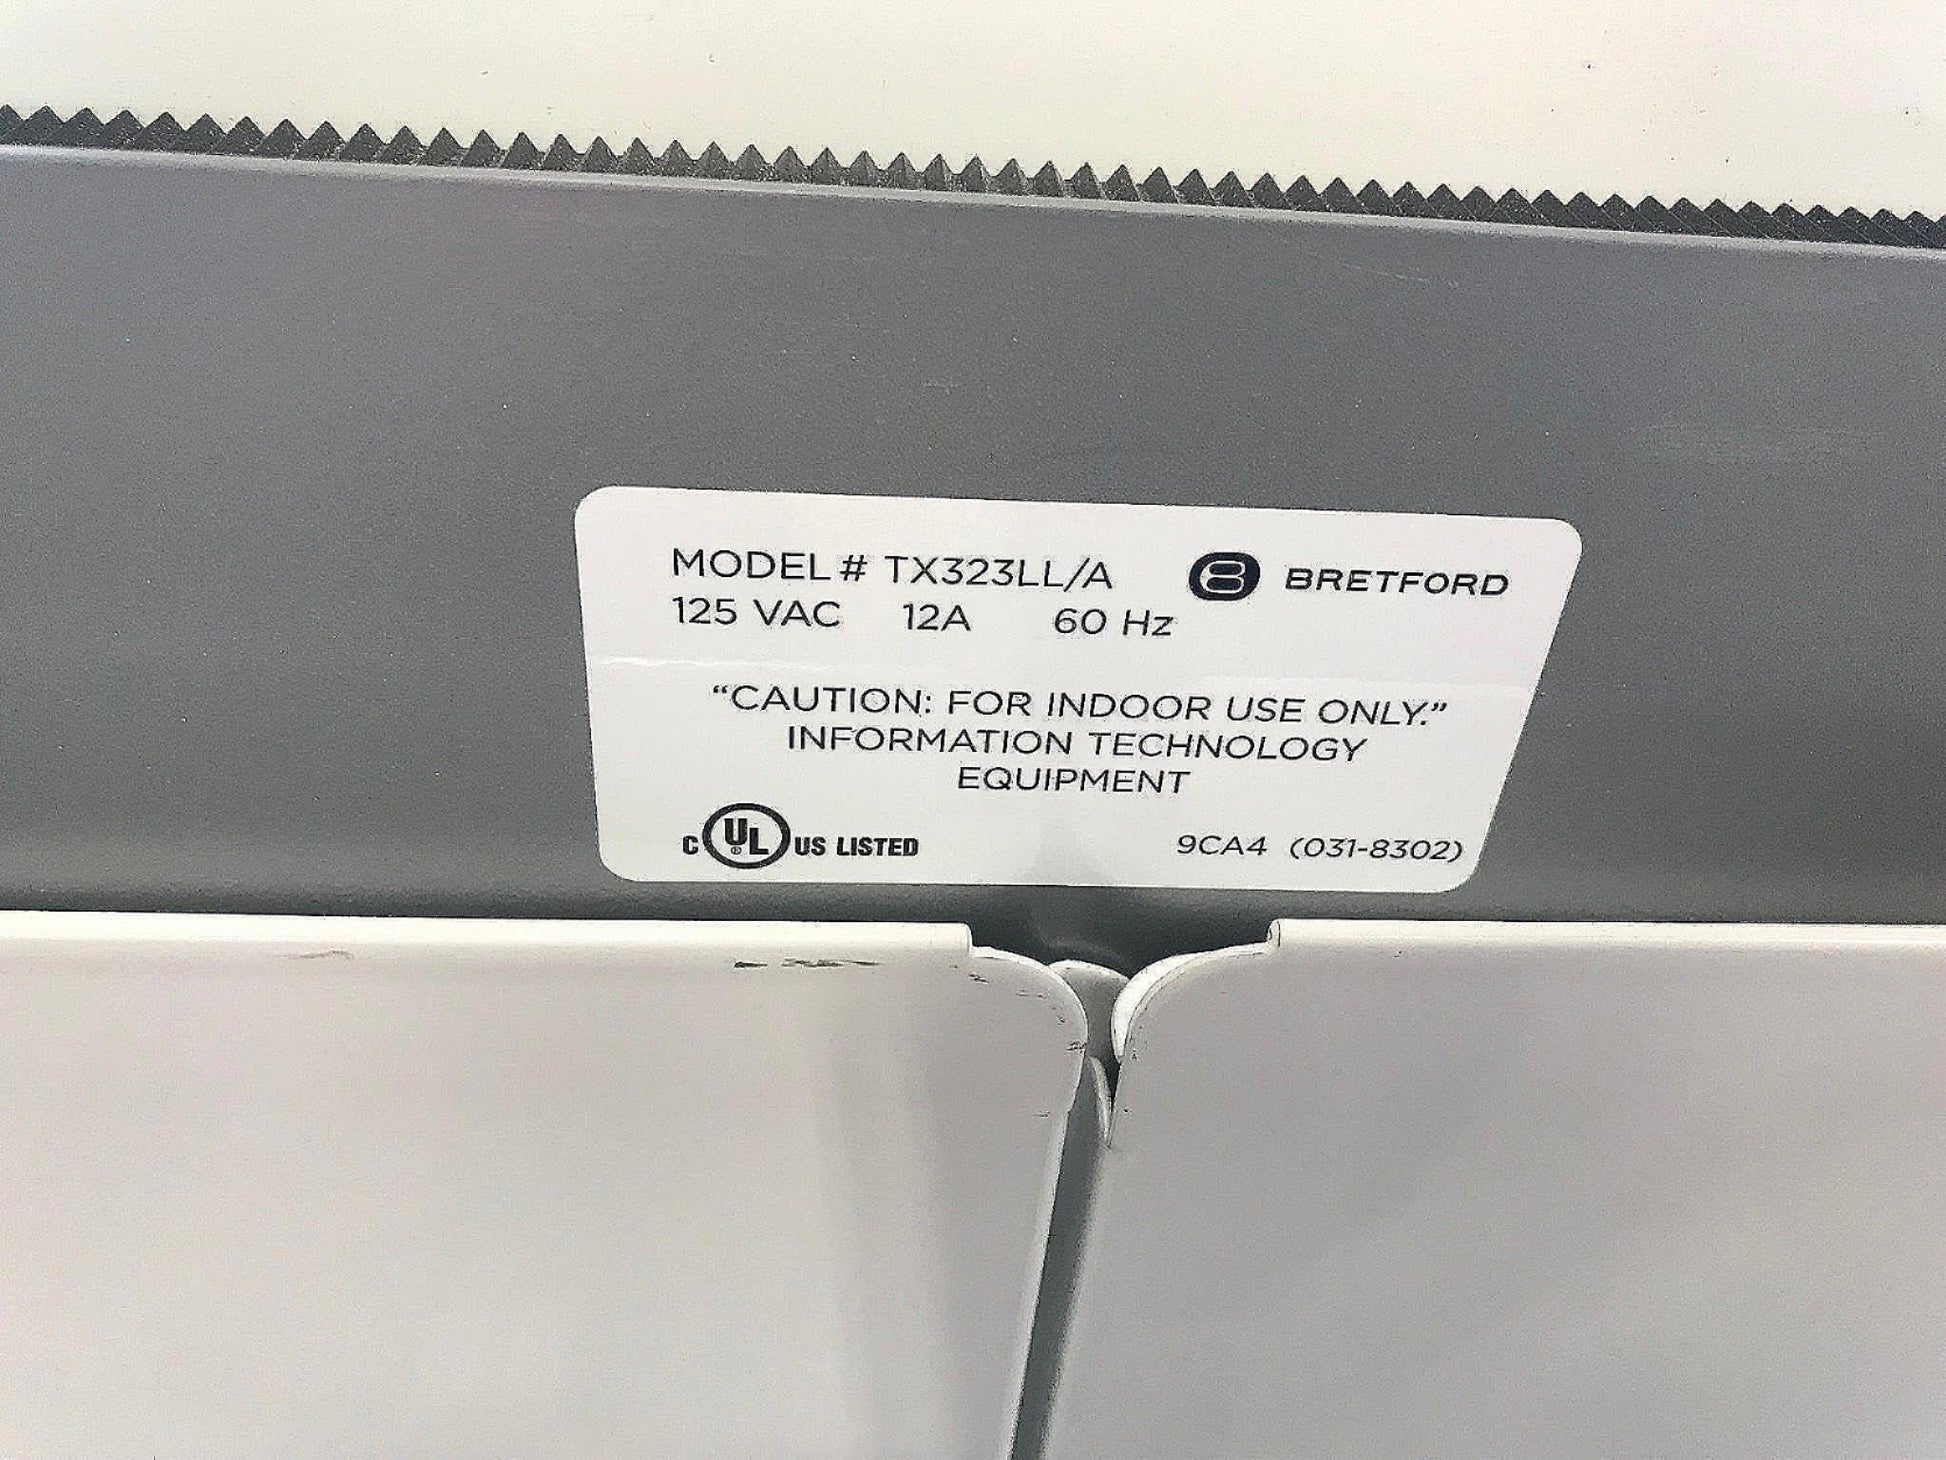 MODEL # TX323LL/A BRETFORD
125 VAC 12A 60 Hz
“CAUTION: FOR INDOOR USE ONLY.”
INFORMATION TECHNOLOGY
EQUIPMENT
C UL® US LISTED 9CA4 (031-8302)